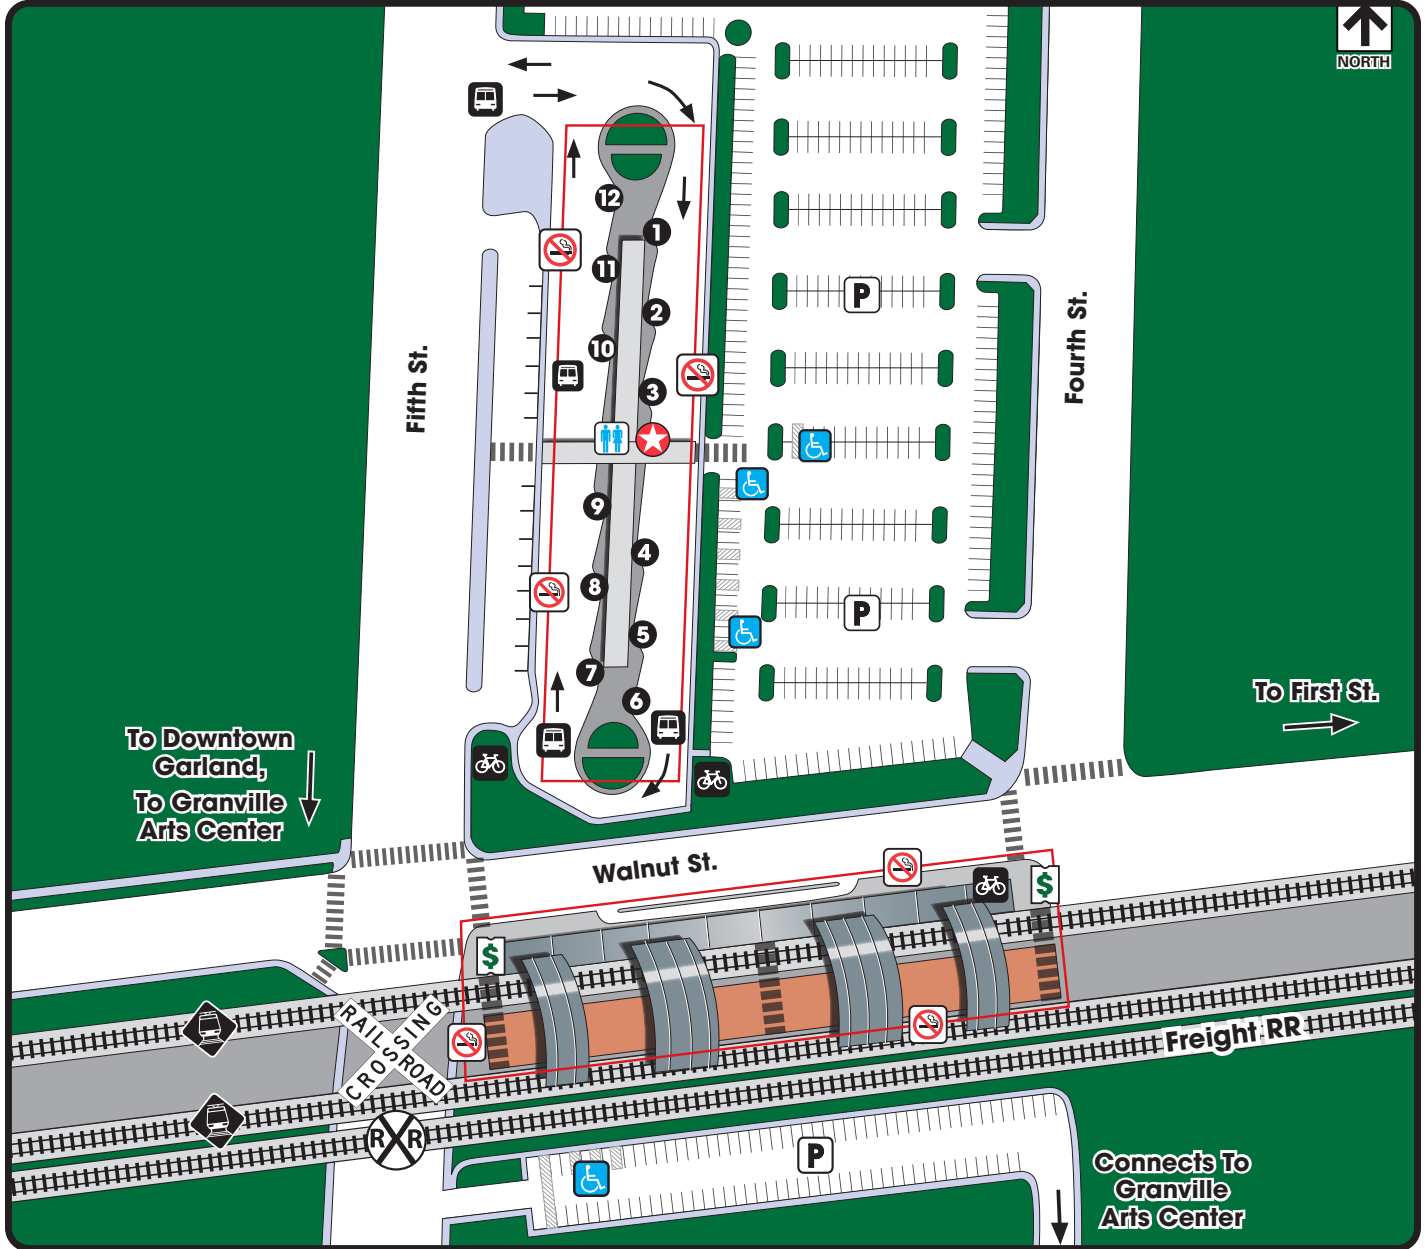 NORTH
12
1
11
2
10
3
Fifth St.
Fourth St.
P
9
4
8
5
7
6
P
To First St.
To Downtown
Garland,
To Granville
Arts Center
Walnut St.
$
$
RAILROAD
CROSSING
Freight RR
R R
P
Connects To
Granville
Arts Center